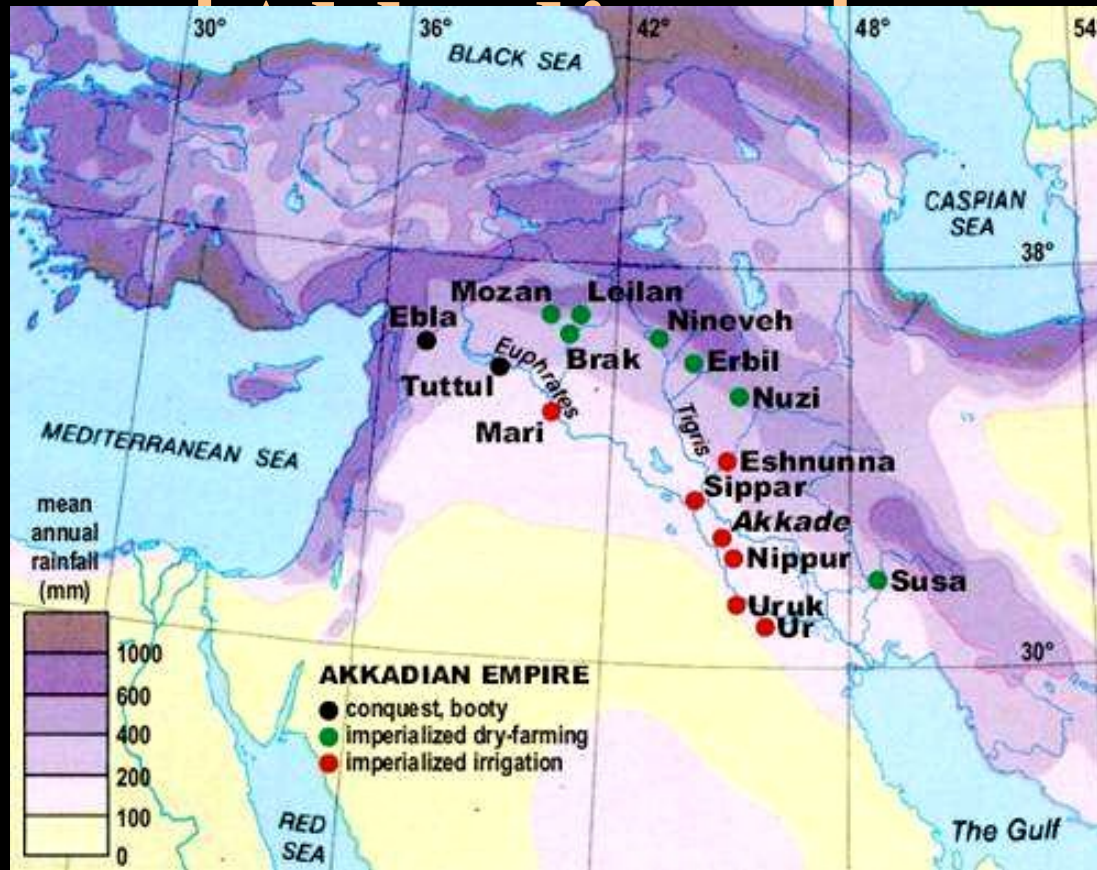 30°
36°
42°
48°
54
BLACK SEA
CASPIAN
SEA
38°
Mozan
Leilan
Ebla
Nineveh
Euphrates
Brak
Erbil
Tuttul
Nuzi
Tigris
Mari
MEDITERRANEAN SEA
Eshnunna
Sippar
mean
annual
rainfall
(mm)
Akkade
Nippur
Susa
Uruk
Ur
1000
600
400
200
100
0
30°
AKKADIAN EMPIRE
conquest, booty
imperialized dry-farming
imperialized irrigation
RED
SEA
The Gulf